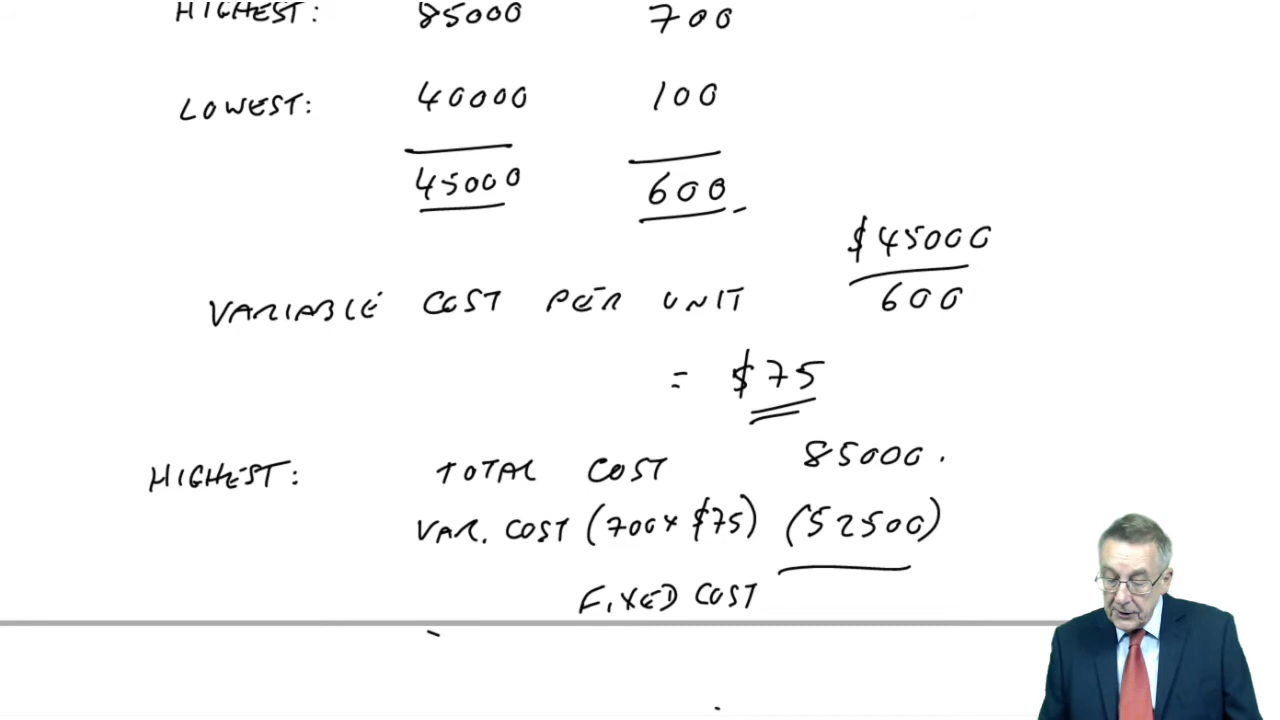 HIGHEST: 85000 700
LOWEST: 40000 100
45000 600
$45000
VARIABLE COST PER UNIT 600
= $75
HIGHEST: TOTAL COST 85000.
VAR. COST (700 x $75) (52500)
FIXED COST